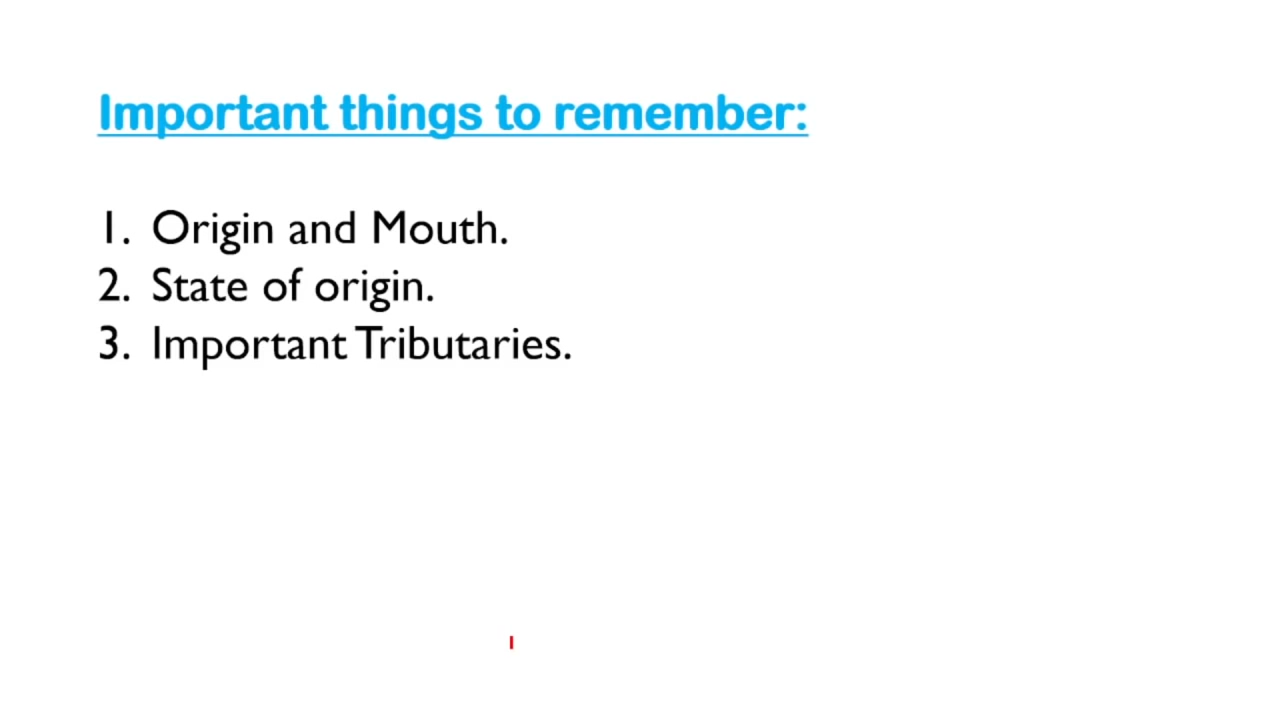 Important things to remember:
1. Origin and Mouth.
2. State of origin.
3. Important Tributaries.